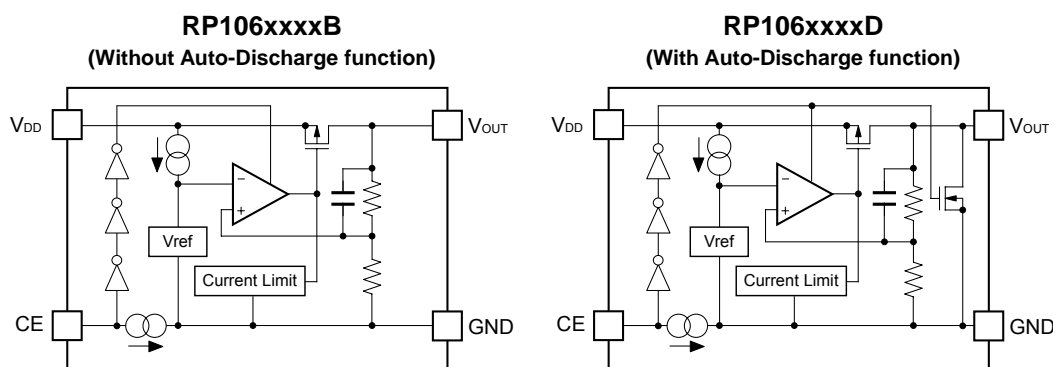 RP106xxxxB
(Without Auto-Discharge function)
VDD
VOUT
−
+
Vref
Current Limit
CE
GND
RP106xxxxD
(With Auto-Discharge function)
VDD
VOUT
−
+
Vref
Current Limit
CE
GND